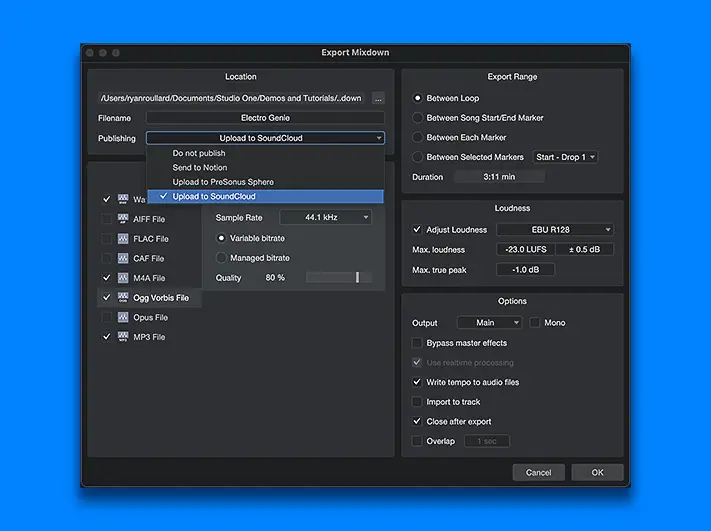 Export Mixdown
Location
/Users/ryanroullard/Documents/Studio One/Demos and Tutorials/..down ...
Filename Electro Genie
Publishing Upload to SoundCloud
Do not publish
Send to Notion
Upload to PreSonus Sphere
Upload to SoundCloud
Wa
AIFF File
FLAC File
CAF File
M4A File
Ogg Vorbis File
Opus File
MP3 File
Sample Rate 44.1 kHz
Variable bitrate
Managed bitrate
Quality 80 %
Export Range
Between Loop
Between Song Start/End Marker
Between Each Marker
Between Selected Markers Start - Drop 1
Duration 3:11 min
Loudness
Adjust Loudness EBU R128
Max. loudness -23.0 LUFS ± 0.5 dB
Max. true peak -1.0 dB
Options
Output Main Mono
Bypass master effects
Use realtime processing
Write tempo to audio files
Import to track
Close after export
Overlap 1 sec
Cancel OK